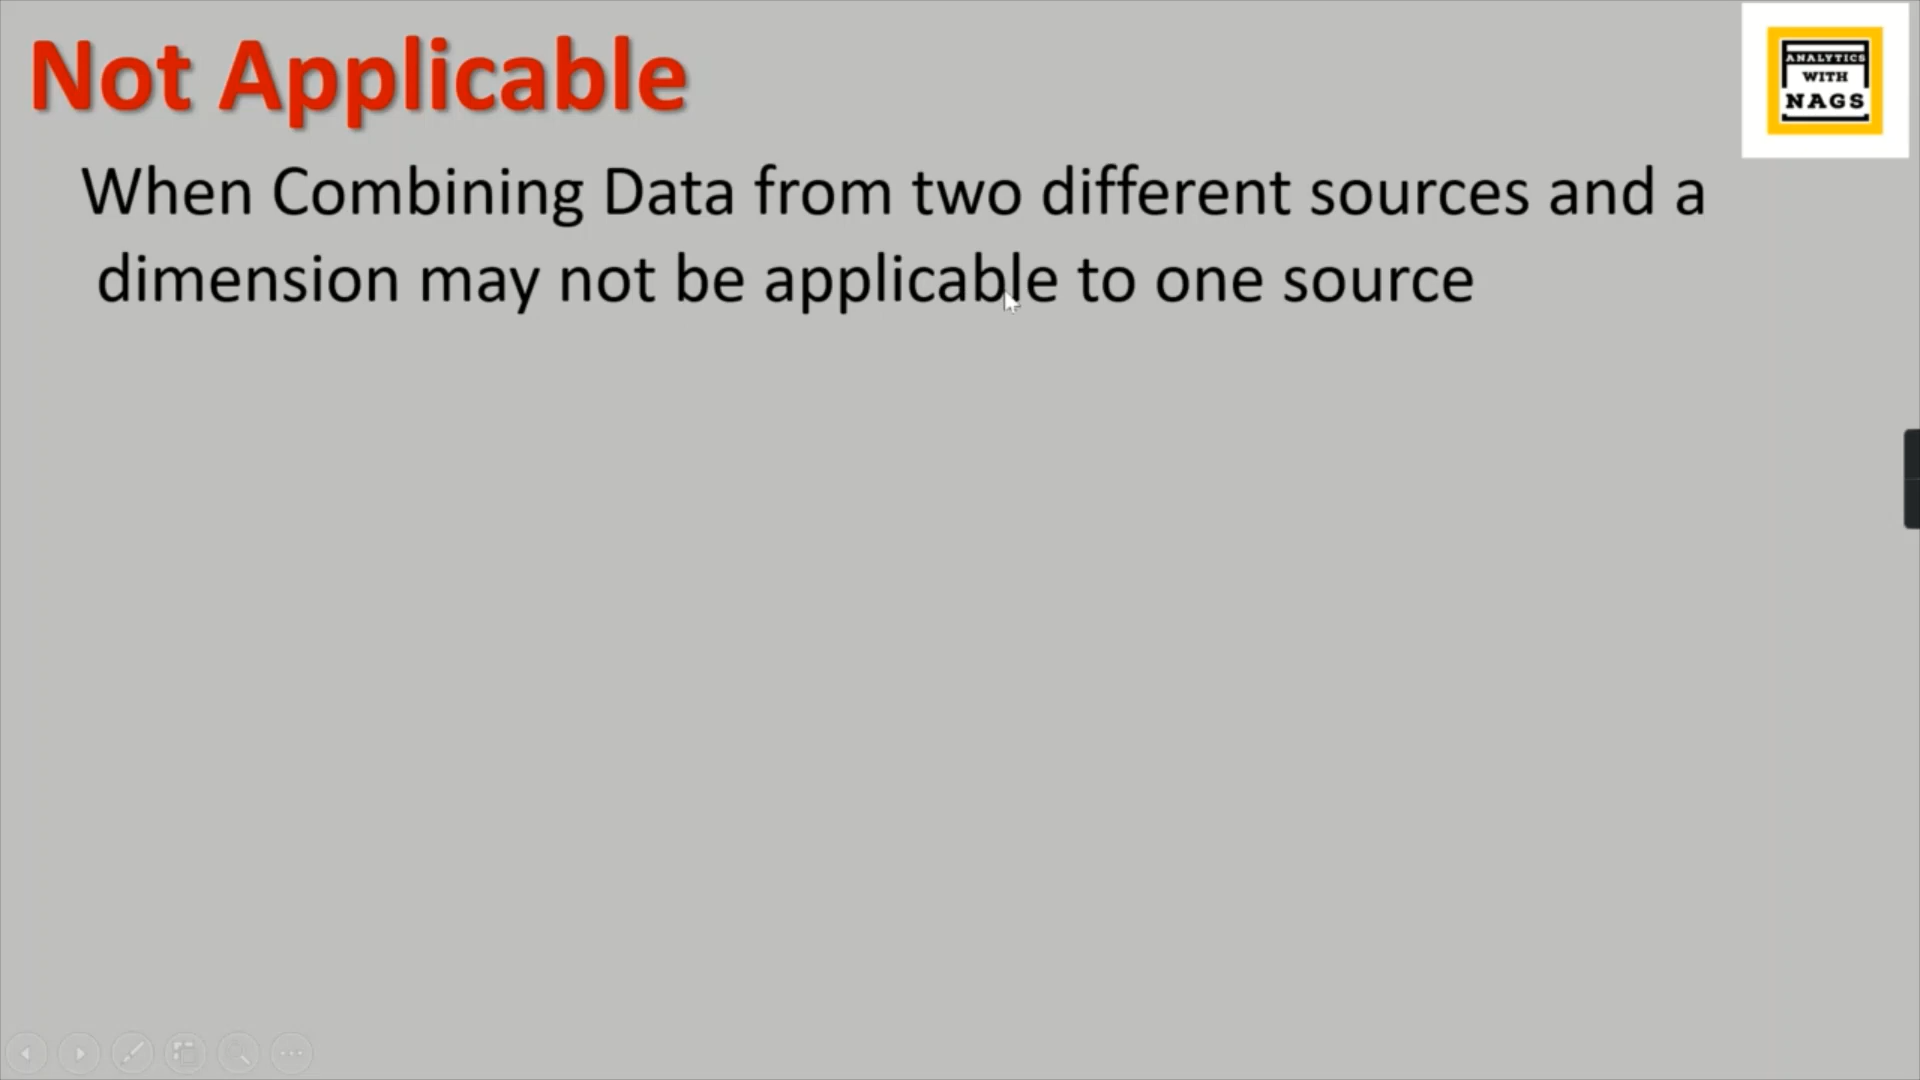 Not Applicable
ANALYTICS
WITH
NAGS
When Combining Data from two different sources and a
dimension may not be applicable to one source